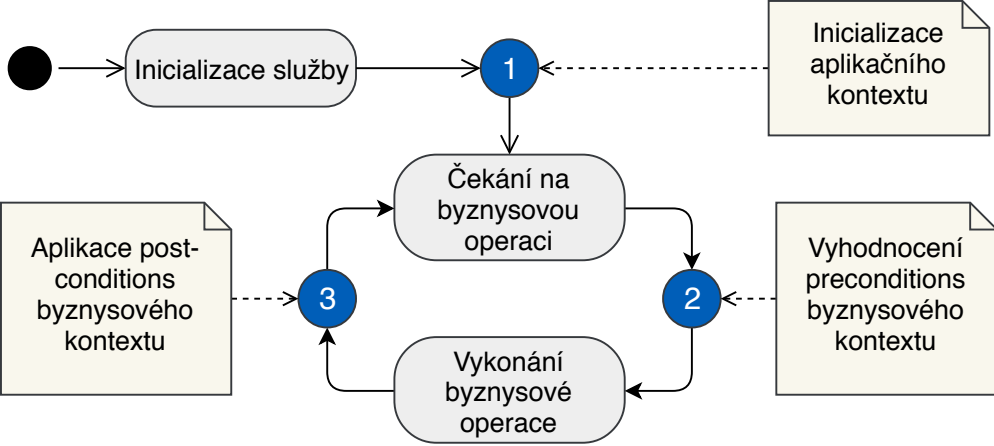 Inicializace služby
1
Inicializace
aplikačního
kontextu
Čekání na
byznysovou
operaci
Aplikace post-
conditions
byznysového
kontextu
3
2
Vyhodnocení
preconditions
byznysového
kontextu
Vykonání
byznysové
operace